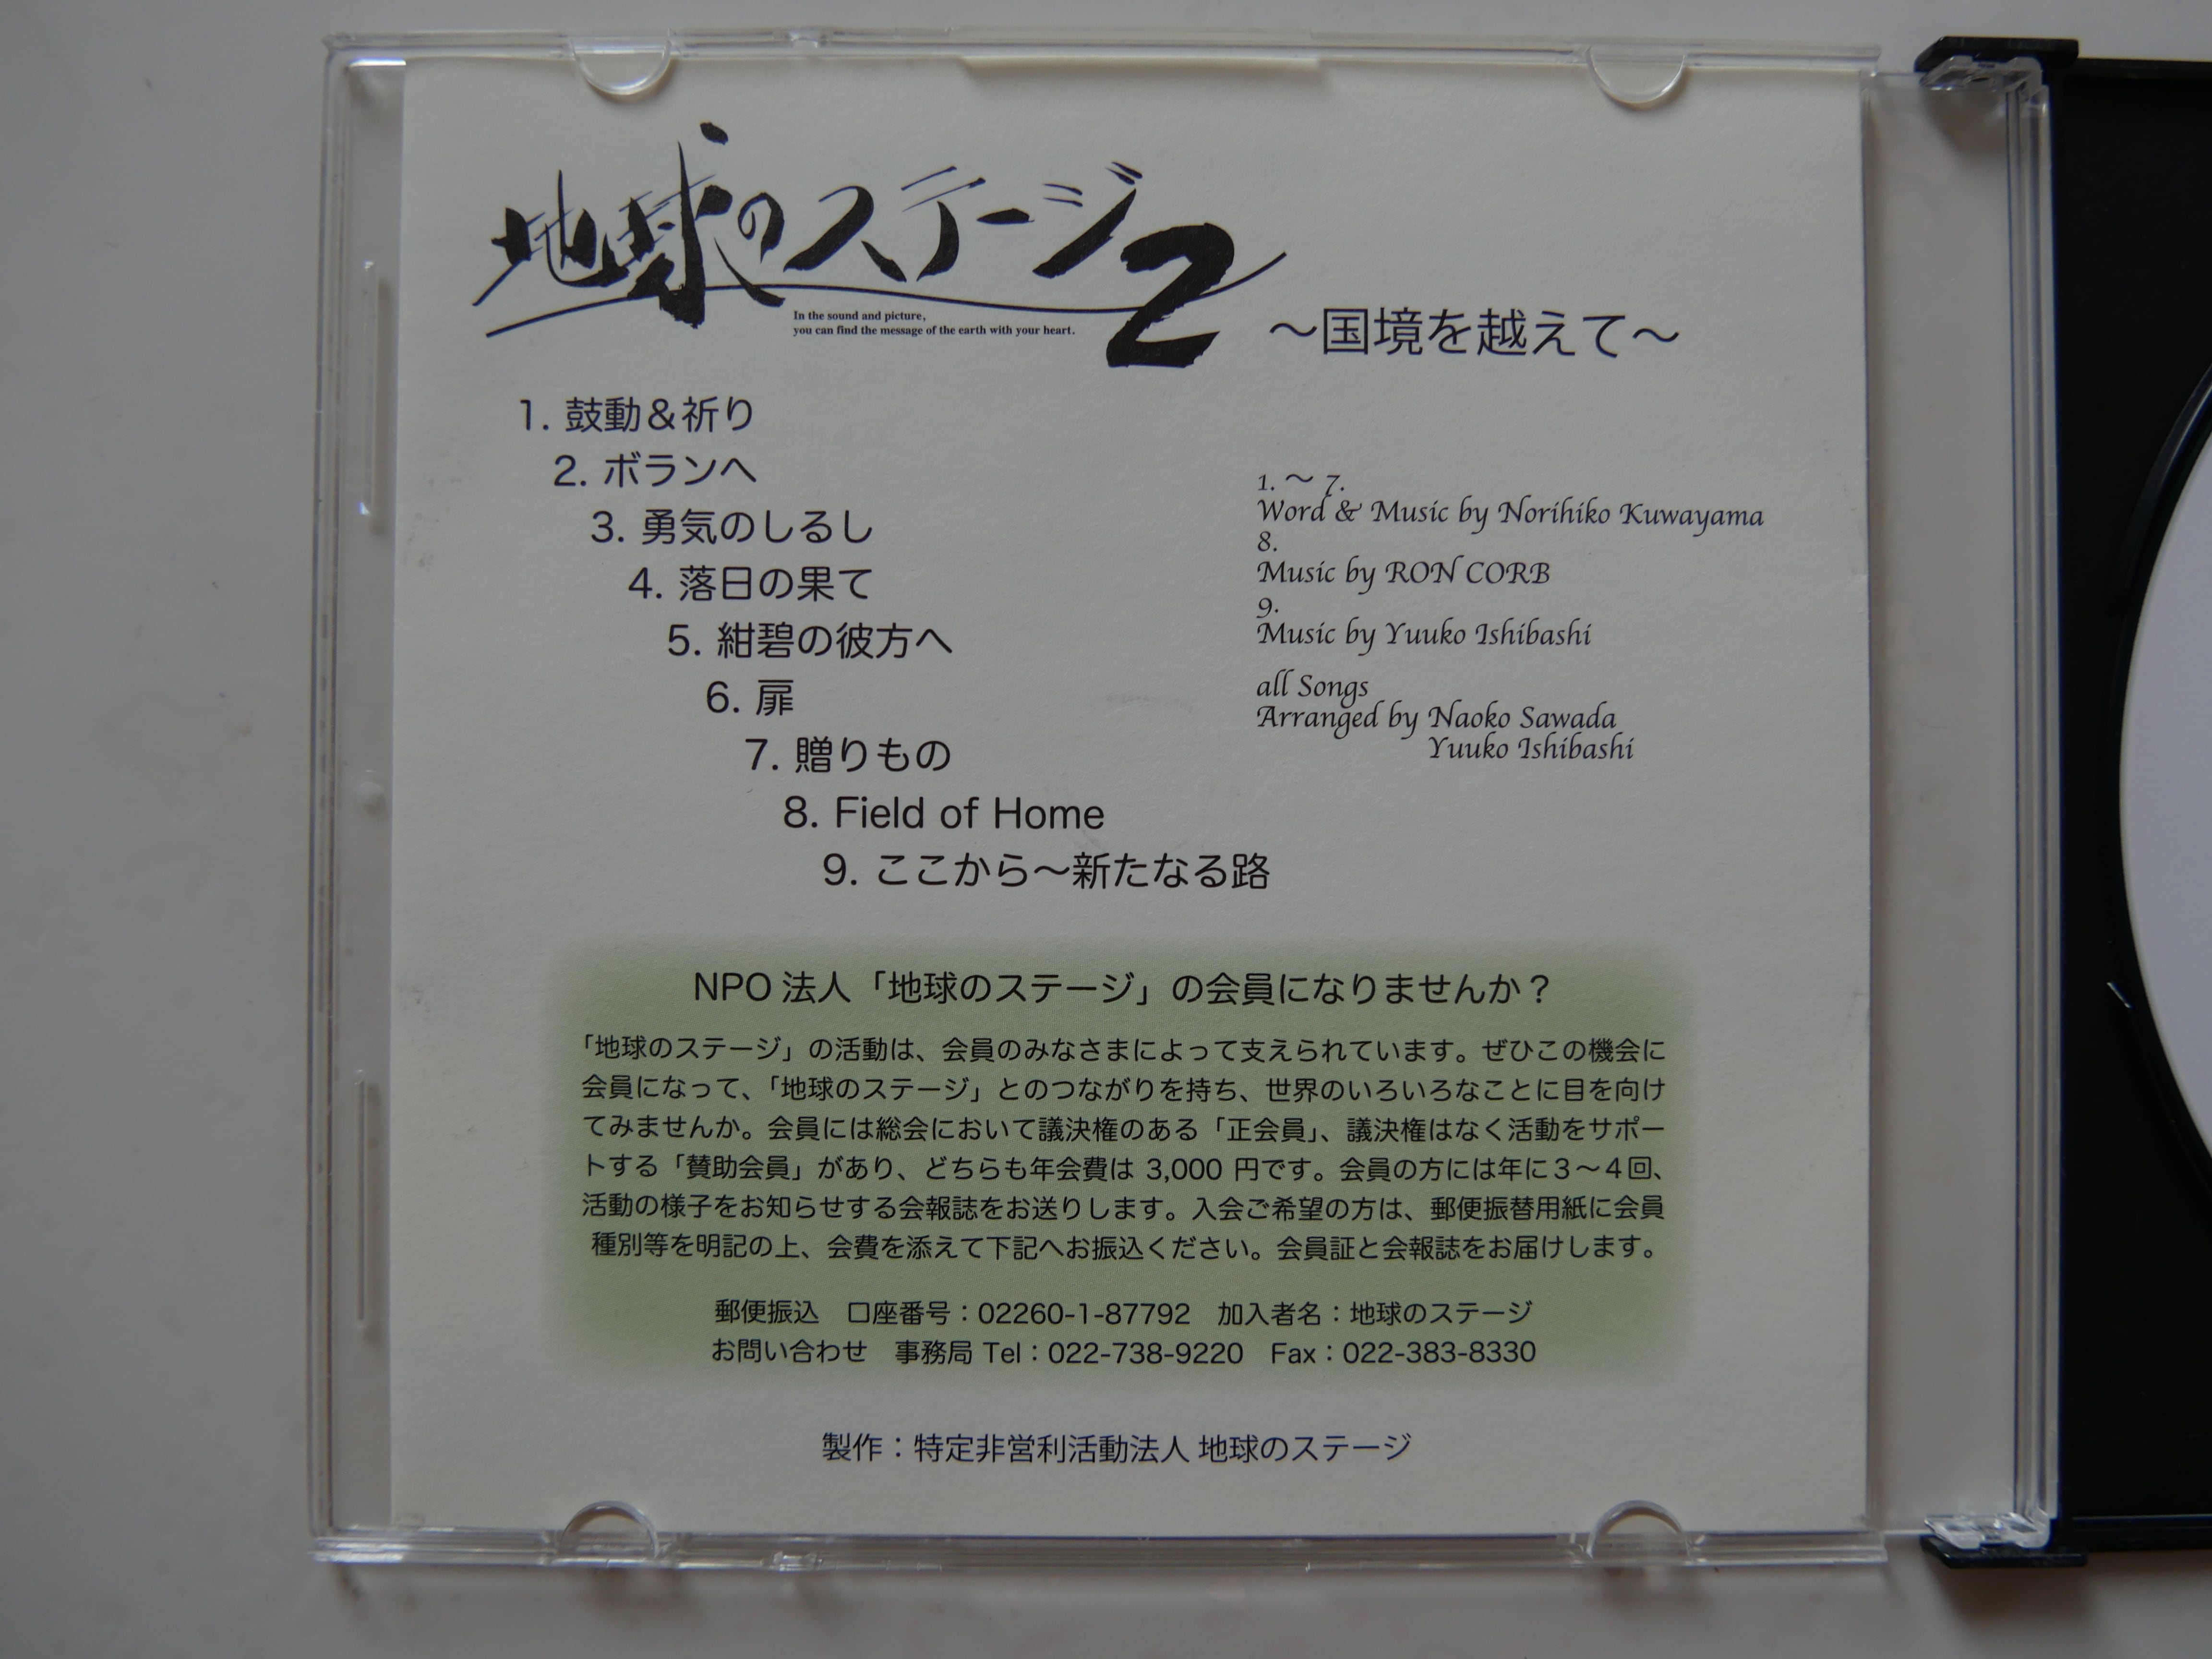 地球のステージ2
In the sound and picture,
you can find the message of the earth with your heart.
～国境を越えて～
1. 鼓動＆祈り
2. ボランへ
3. 勇気のしるし
4. 落日の果て
5. 紺碧の彼方へ
6. 扉
7. 贈りもの
8. Field of Home
9. ここから～新たなる路
1. ～ 7.
Word & Music by Norihiko Kuwayama
8.
Music by RON CORB
9.
Music by Yuuko Ishibashi
all Songs
Arranged by Naoko Sawada
Yuuko Ishibashi
NPO 法人「地球のステージ」の会員になりませんか？
「地球のステージ」の活動は、会員のみなさまによって支えられています。ぜひこの機会に
会員になって、「地球のステージ」とのつながりを持ち、世界のいろいろなことに目を向け
てみませんか。会員には総会において議決権のある「正会員」、議決権はなく活動をサポー
トする「賛助会員」があり、どちらも年会費は 3,000 円です。会員の方には年に３～４回、
活動の様子をお知らせする会報誌をお送りします。入会ご希望の方は、郵便振替用紙に会員
種別等を明記の上、会費を添えて下記へお振込ください。会員証と会報誌をお届けします。
郵便振込　口座番号：02260-1-87792　加入者名：地球のステージ
お問い合わせ　事務局 Tel：022-738-9220　Fax：022-383-8330
製作：特定非営利活動法人 地球のステージ